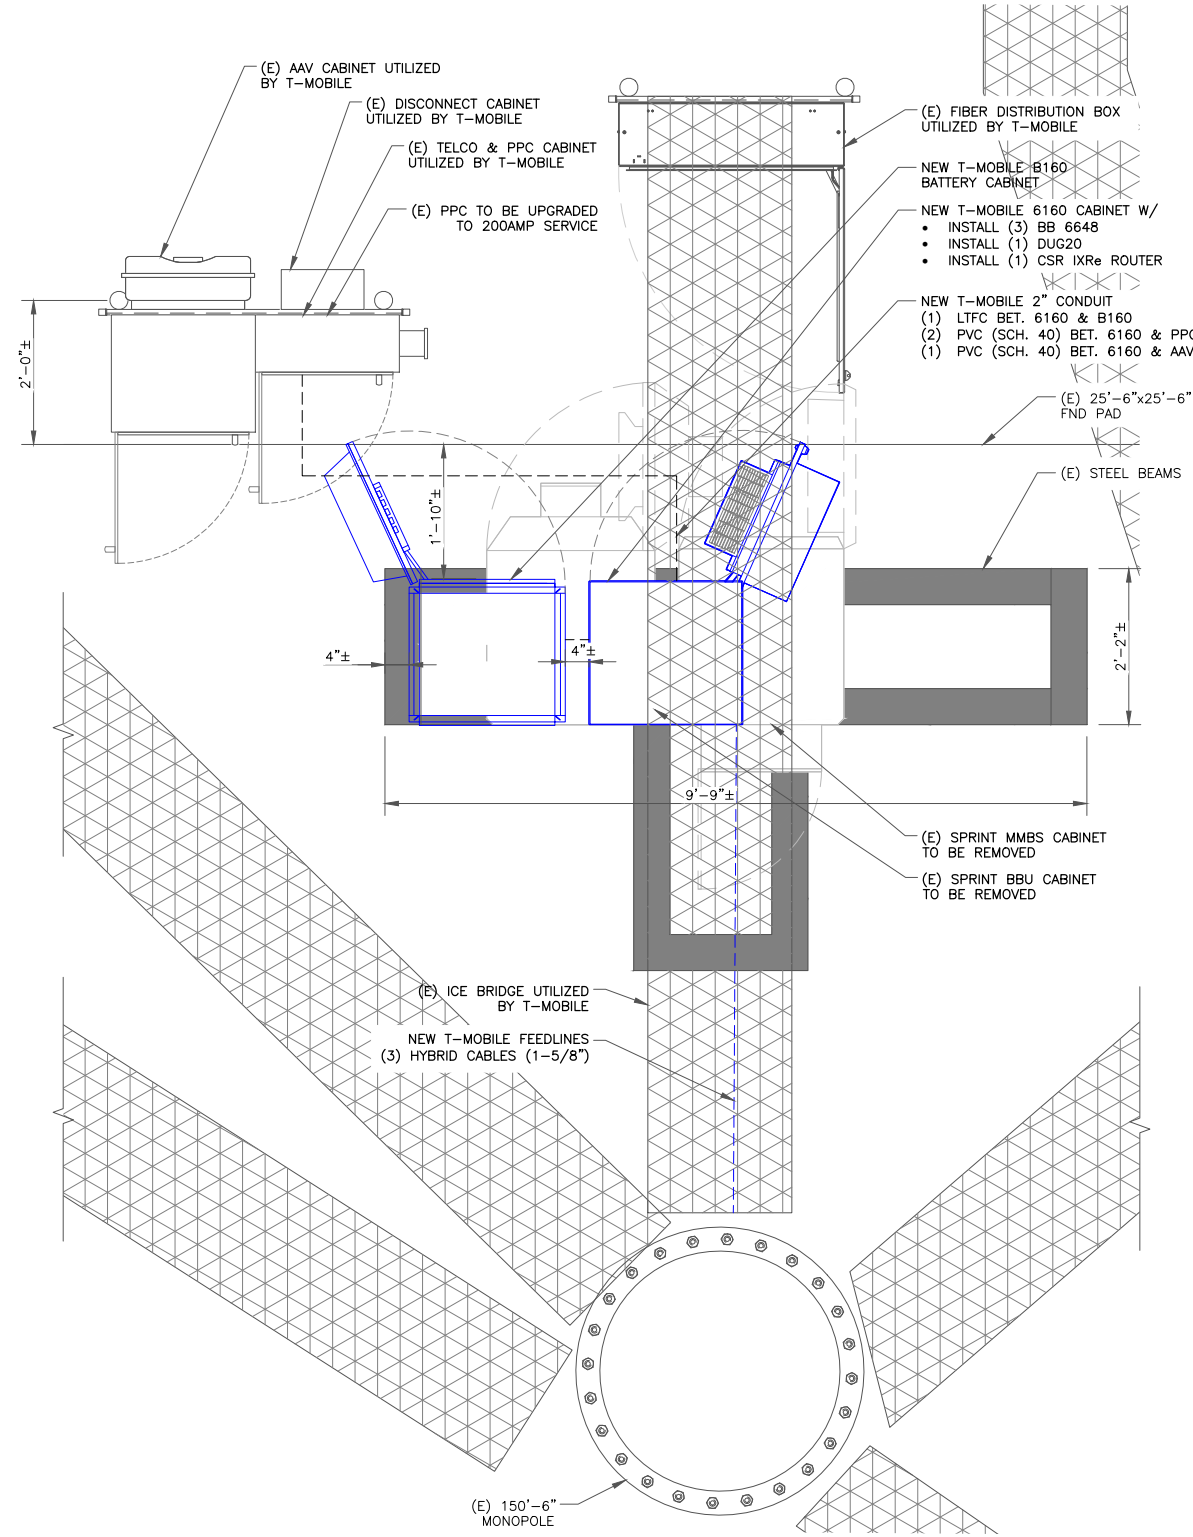 (E) AAV CABINET UTILIZED
BY T-MOBILE
(E) DISCONNECT CABINET
UTILIZED BY T-MOBILE
(E) TELCO & PPC CABINET
UTILIZED BY T-MOBILE
(E) PPC TO BE UPGRADED
TO 200AMP SERVICE
(E) FIBER DISTRIBUTION BOX
UTILIZED BY T-MOBILE
NEW T-MOBILE B160
BATTERY CABINET
NEW T-MOBILE 6160 CABINET W/
• INSTALL (3) BB 6648
• INSTALL (1) DUG20
• INSTALL (1) CSR IXRe ROUTER
NEW T-MOBILE 2" CONDUIT
(1) LTFC BET. 6160 & B160
(2) PVC (SCH. 40) BET. 6160 & PPC
(1) PVC (SCH. 40) BET. 6160 & AAV
2'-0"±
(E) 25'-6"x25'-6"
FND PAD
(E) STEEL BEAMS
1'-10"±
4"±
4"±
2'-2"±
9'-9"±
(E) SPRINT MMBS CABINET
TO BE REMOVED
(E) SPRINT BBU CABINET
TO BE REMOVED
(E) ICE BRIDGE UTILIZED
BY T-MOBILE
NEW T-MOBILE FEEDLINES
(3) HYBRID CABLES (1-5/8")
(E) 150'-6"
MONOPOLE